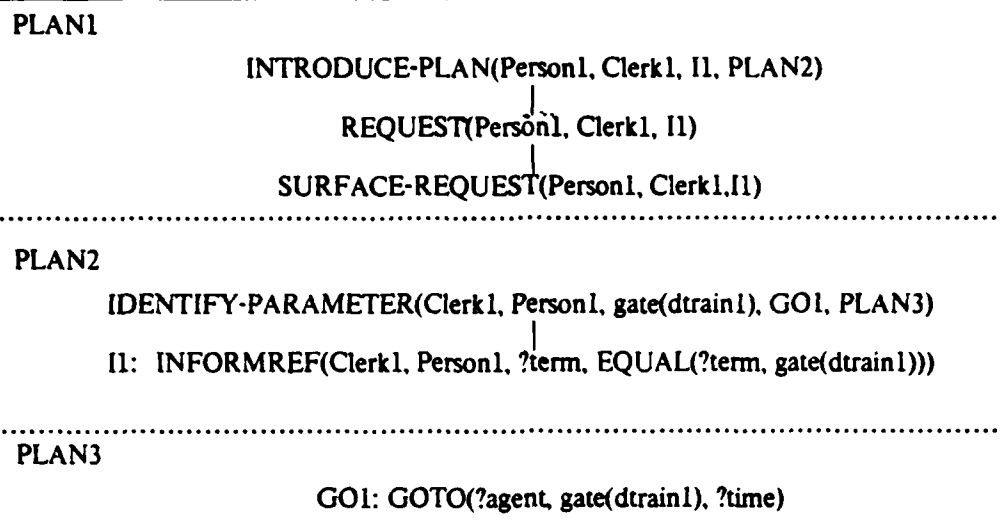 PLAN1
INTRODUCE-PLAN(Person1, Clerk1, I1, PLAN2)
REQUEST(Person1, Clerk1, I1)
SURFACE-REQUEST(Person1, Clerk1,I1)
PLAN2
IDENTIFY-PARAMETER(Clerk1, Person1, gate(dtrain1), GO1, PLAN3)
I1: INFORMREF(Clerk1, Person1, ?term, EQUAL(?term, gate(dtrain1)))
PLAN3
GO1: GOTO(?agent, gate(dtrain1), ?time)